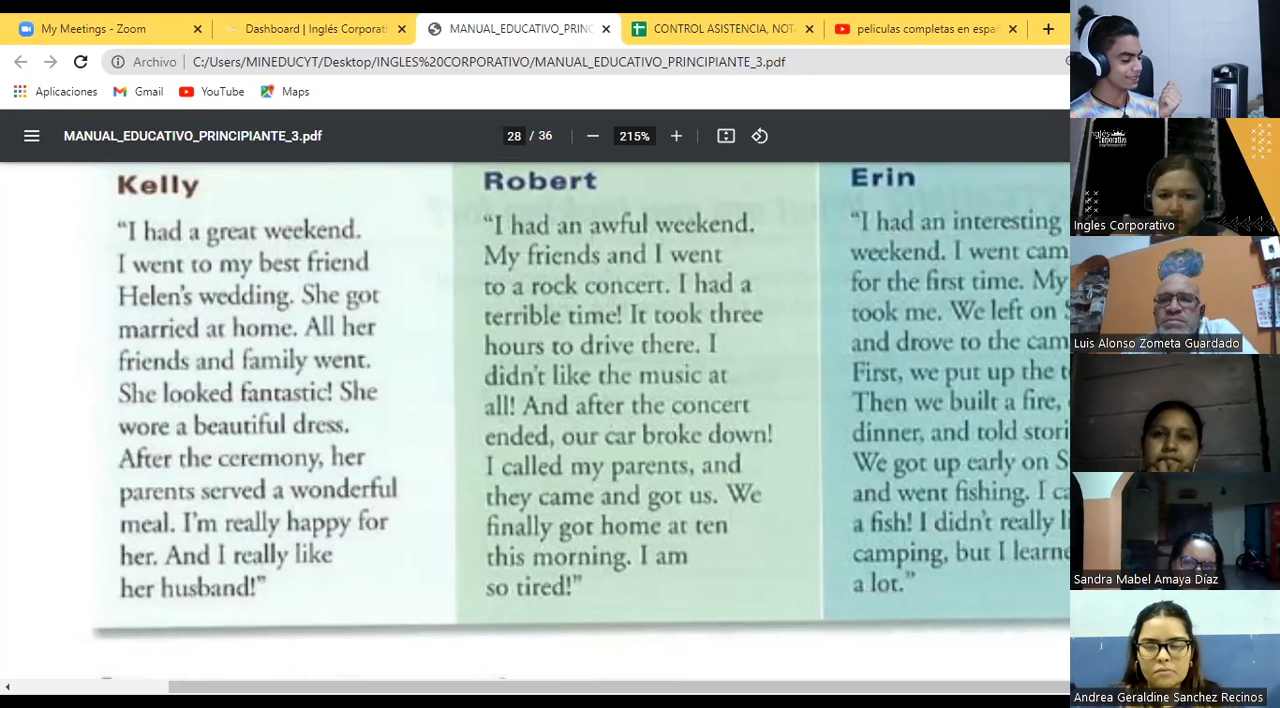 My Meetings - Zoom
Dashboard | Inglés Corporati
MANUAL_EDUCATIVO_PRINC
CONTROL ASISTENCIA, NOT
peliculas completas en espa
Archivo | C:/Users/MINEDUCYT/Desktop/INGLES%20CORPORATIVO/MANUAL_EDUCATIVO_PRINCIPIANTE_3.pdf
Aplicaciones Gmail YouTube Maps
MANUAL_EDUCATIVO_PRINCIPIANTE_3.pdf
28 / 36
215%
Kelly
“I had a great weekend.
I went to my best friend
Helen’s wedding. She got
married at home. All her
friends and family went.
She looked fantastic! She
wore a beautiful dress.
After the ceremony, her
parents served a wonderful
meal. I’m really happy for
her. And I really like
her husband!”
Robert
“I had an awful weekend.
My friends and I went
to a rock concert. I had a
terrible time! It took three
hours to drive there. I
didn’t like the music at
all! And after the concert
ended, our car broke down!
I called my parents, and
they came and got us. We
finally got home at ten
this morning. I am
so tired!”
Erin
“I had an interesting
weekend. I went cam
for the first time. My
took me. We left on S
and drove to the cam
First, we put up the t
Then we built a fire,
dinner, and told stori
We got up early on S
and went fishing. I ca
a fish! I didn’t really li
camping, but I learne
a lot.”
Inglés
Corporativo
Ingles Corporativo
Luis Alonso Zometa Guardado
Sandra Mabel Amaya Díaz
Andrea Geraldine Sanchez Recinos